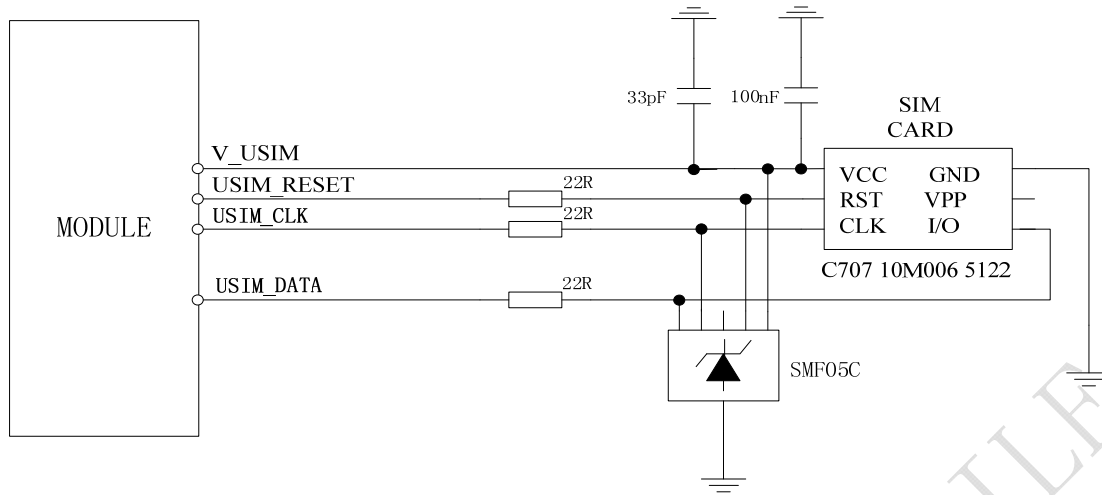 33pF
100nF
SIM
CARD
V_USIM
VCC GND
USIM_RESET
22R
RST VPP
MODULE
USIM_CLK
22R
CLK I/O
C707 10M006 5122
USIM_DATA
22R
SMF05C